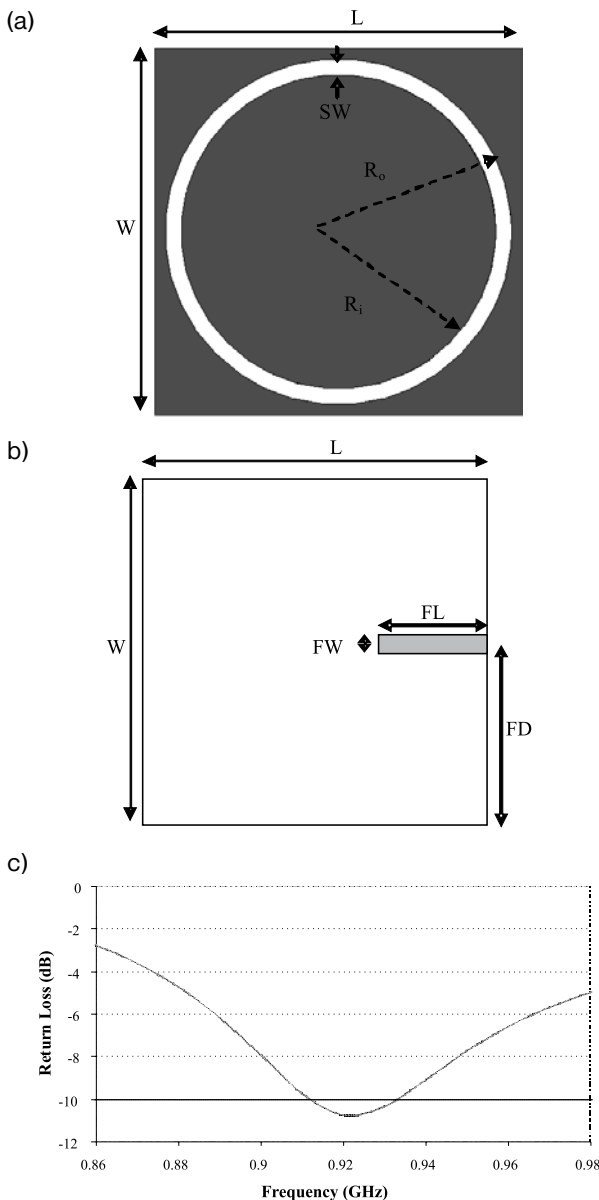 (a)
L
SW
R₀
W
Rᵢ
b)
L
FL
W
FW
FD
c)
0
-2
-4
-6
-8
-10
-12
Return Loss (dB)
0.86 0.88 0.9 0.92 0.94 0.96 0.98
Frequency (GHz)